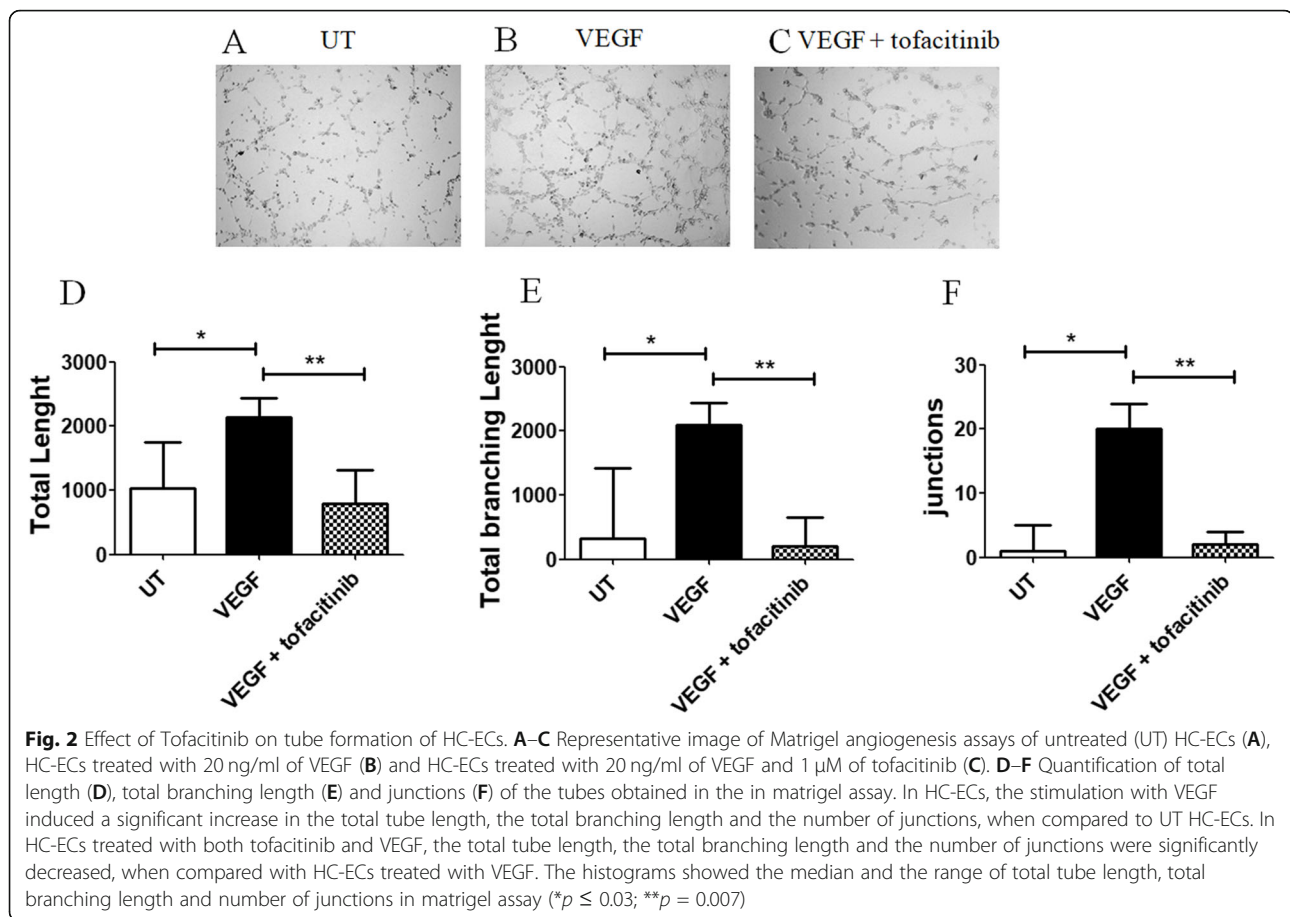 A UT
B VEGF
C VEGF + tofacitinib
D
Total Lenght
3000
2000
1000
0
*
**
UT
VEGF
VEGF + tofacitinib
E
Total branching Lenght
3000
2000
1000
0
*
**
UT
VEGF
VEGF + tofacitinib
F
junctions
30
20
10
0
*
**
UT
VEGF
VEGF + tofacitinib
Fig. 2 Effect of Tofacitinib on tube formation of HC-ECs. A–C Representative image of Matrigel angiogenesis assays of untreated (UT) HC-ECs (A),
HC-ECs treated with 20 ng/ml of VEGF (B) and HC-ECs treated with 20 ng/ml of VEGF and 1 μM of tofacitinib (C). D–F Quantification of total
length (D), total branching length (E) and junctions (F) of the tubes obtained in the in matrigel assay. In HC-ECs, the stimulation with VEGF
induced a significant increase in the total tube length, the total branching length and the number of junctions, when compared to UT HC-ECs. In
HC-ECs treated with both tofacitinib and VEGF, the total tube length, the total branching length and the number of junctions were significantly
decreased, when compared with HC-ECs treated with VEGF. The histograms showed the median and the range of total tube length, total
branching length and number of junctions in matrigel assay (*p ≤ 0.03; **p = 0.007)